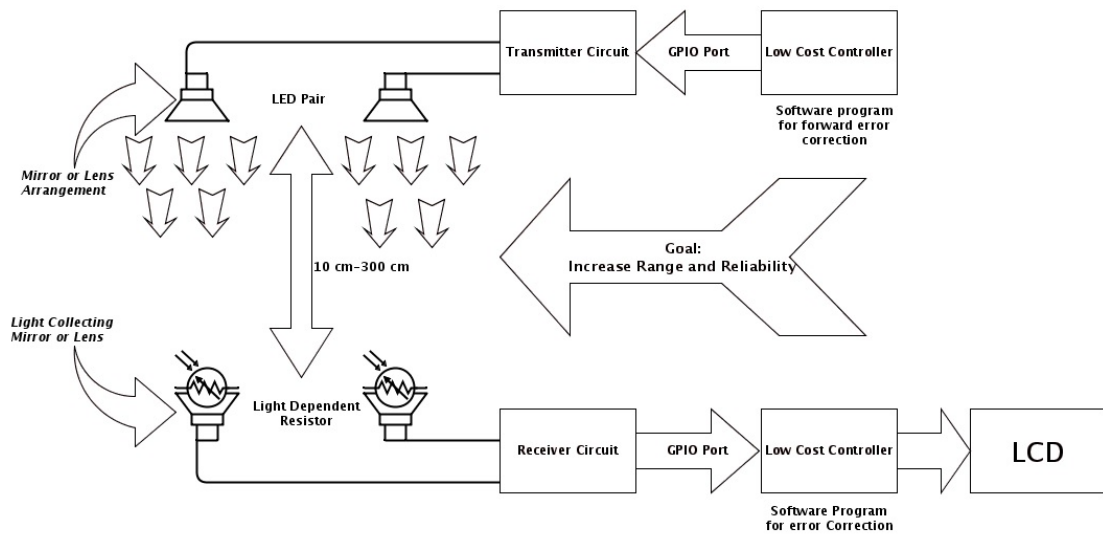 Transmitter Circuit
GPIO Port
Low Cost Controller
LED Pair
Software program
for forward error
correction
Mirror or Lens
Arrangement
Goal:
Increase Range and Reliability
10 cm-300 cm
Light Collecting
Mirror or Lens
Light Dependent
Resistor
Receiver Circuit
GPIO Port
Low Cost Controller
LCD
Software Program
for error Correction